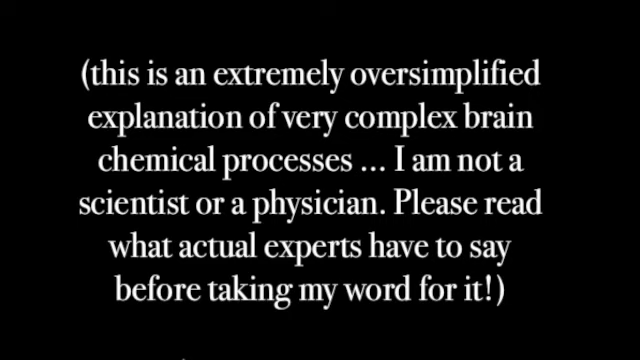 (this is an extremely oversimplified
explanation of very complex brain
chemical processes ... I am not a
scientist or a physician. Please read
what actual experts have to say
before taking my word for it!)